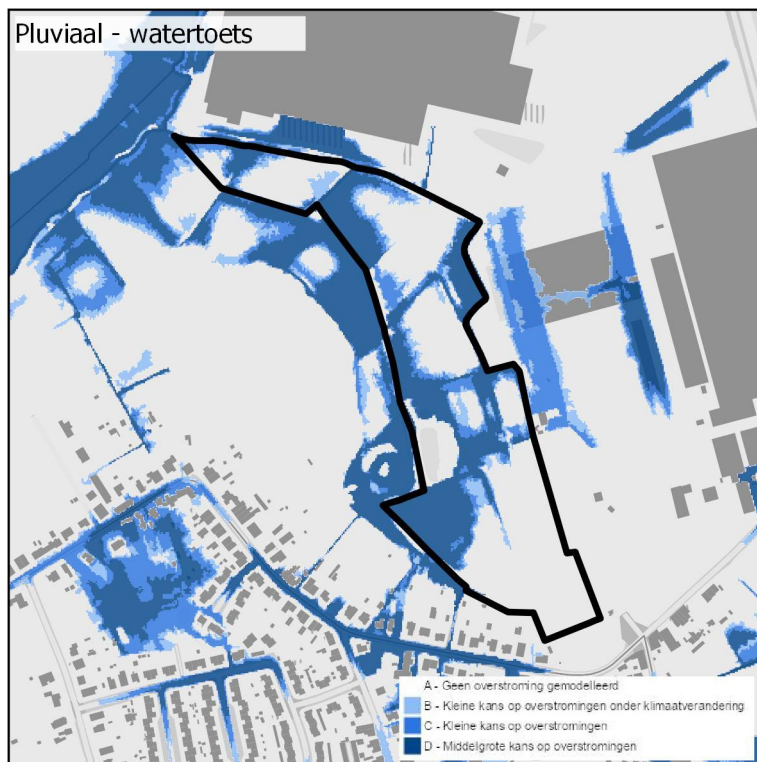 Pluviaal - watertoets
A - Geen overstroming gemodelleerd
B - Kleine kans op overstromingen onder klimaatverandering
C - Kleine kans op overstromingen
D - Middelgrote kans op overstromingen